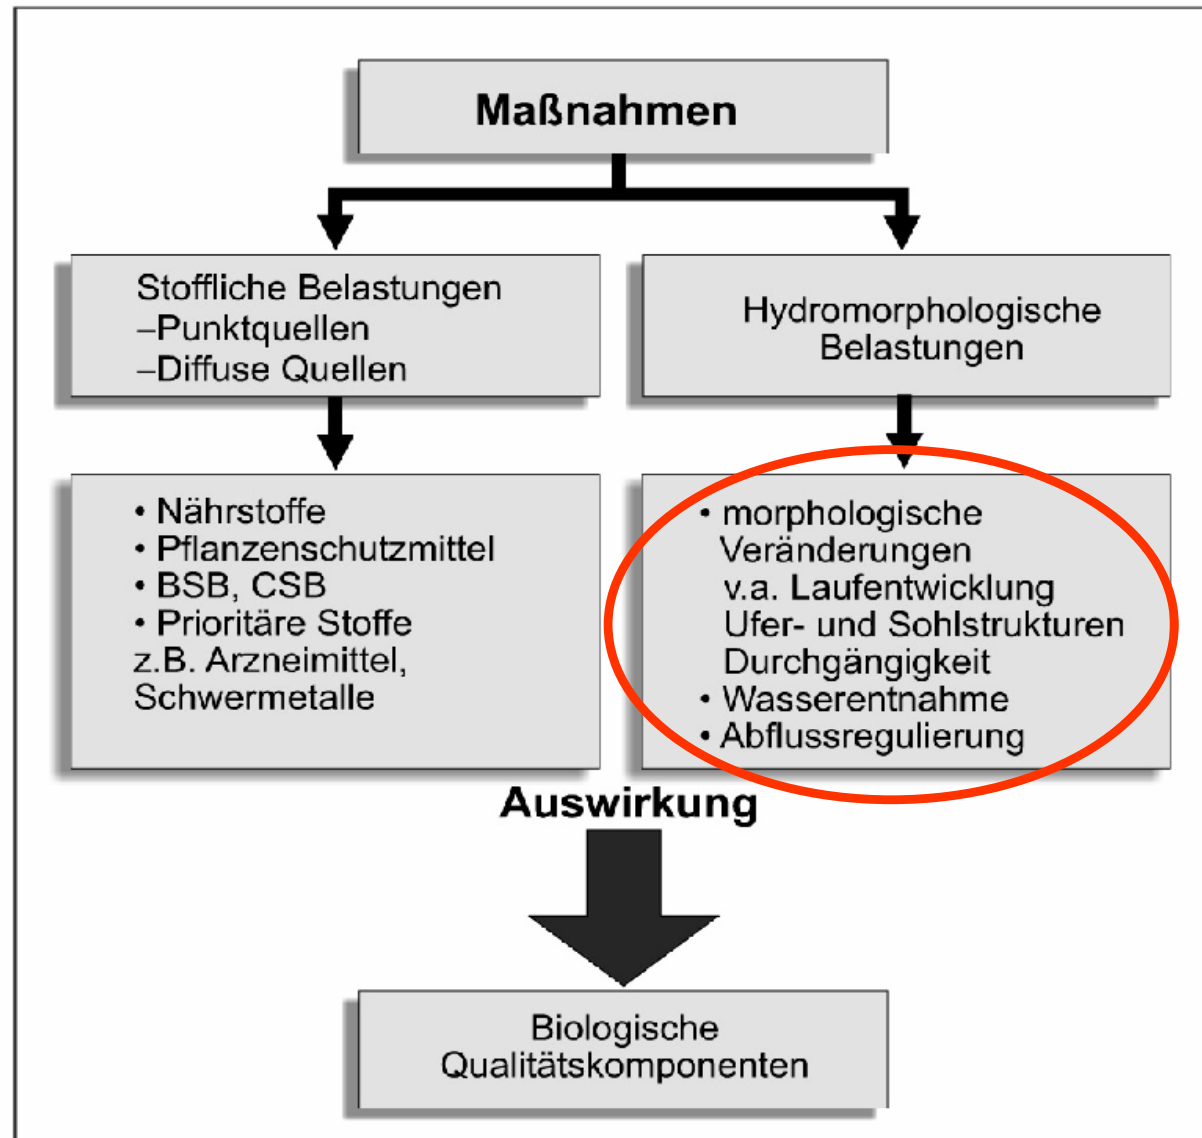 Maßnahmen
Stoffliche Belastungen
–Punktquellen
–Diffuse Quellen
Hydromorphologische
Belastungen
• Nährstoffe
• Pflanzenschutzmittel
• BSB, CSB
• Prioritäre Stoffe
z.B. Arzneimittel,
Schwermetalle
• morphologische
Veränderungen
v.a. Laufentwicklung
Ufer- und Sohlstrukturen
Durchgängigkeit
• Wasserentnahme
• Abflussregulierung
Auswirkung
Biologische
Qualitätskomponenten